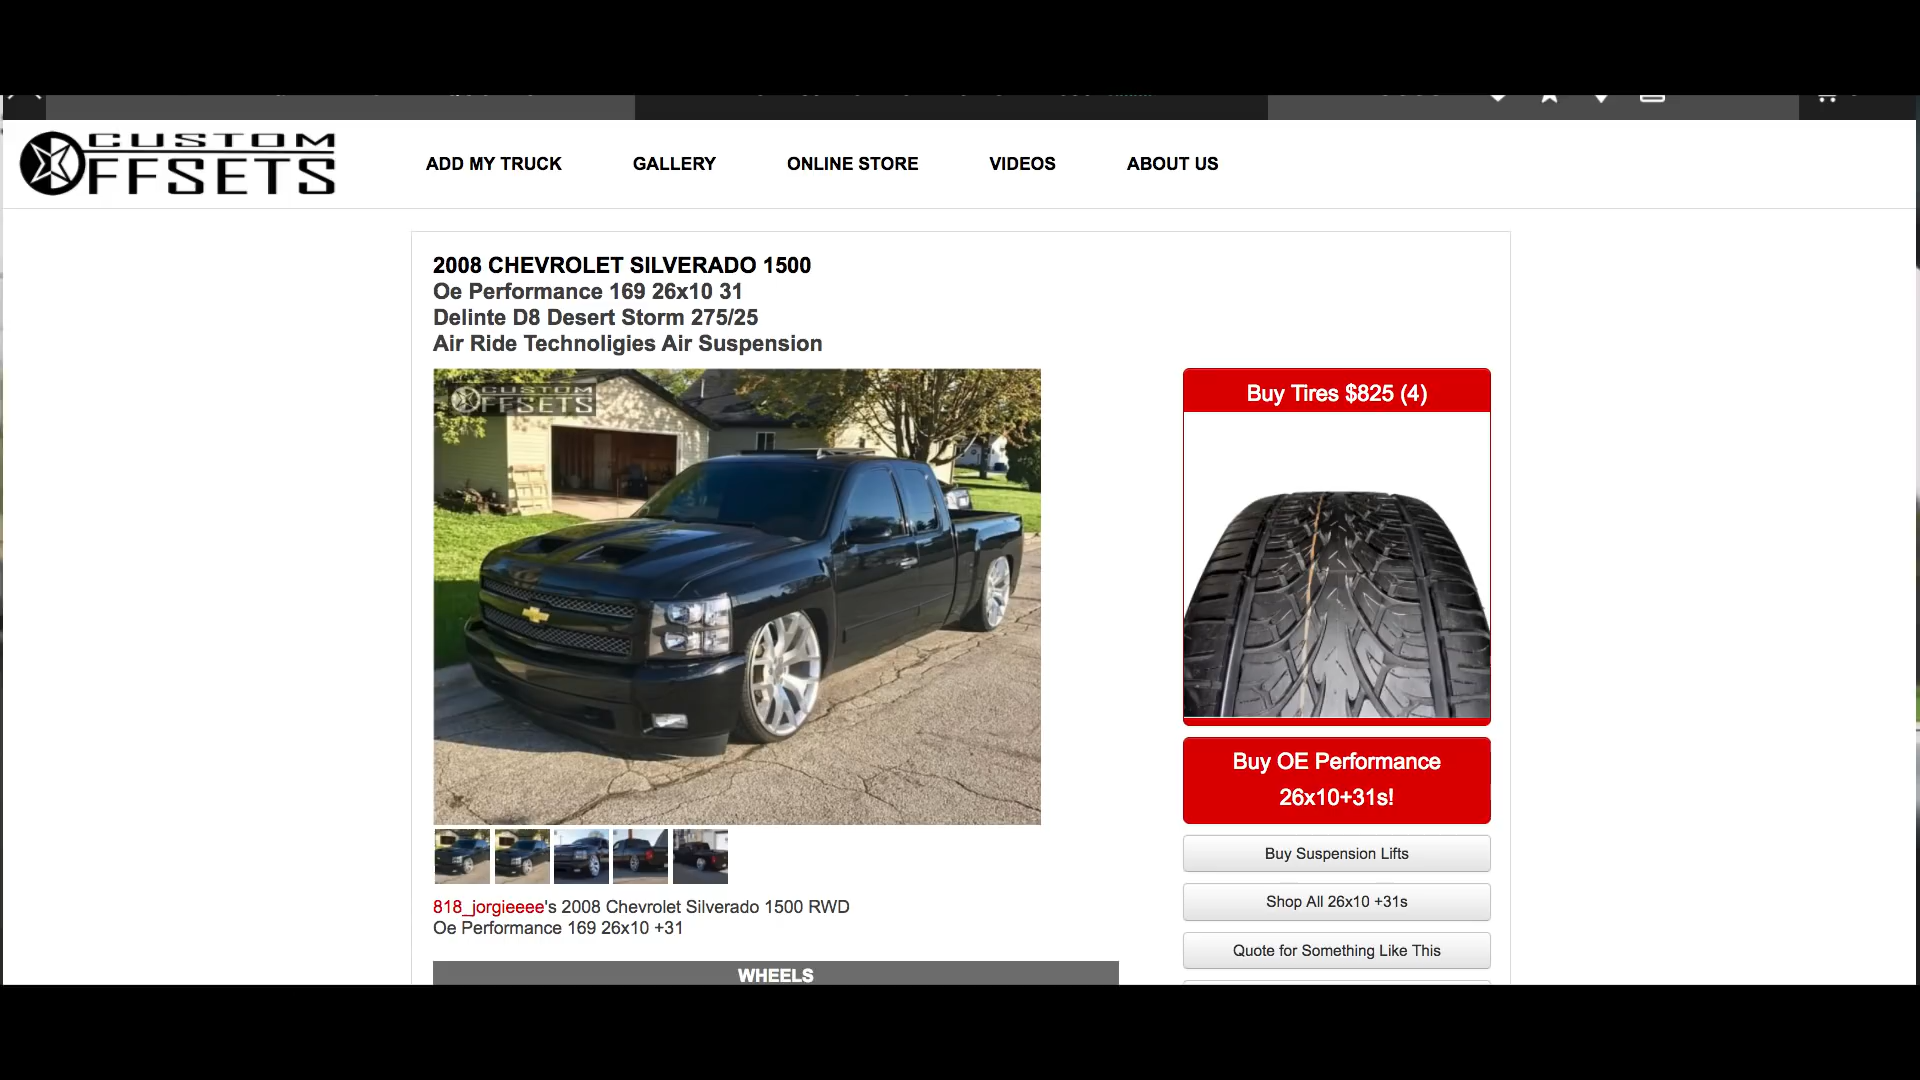 CUSTOM
OFFSETS
ADD MY TRUCK
GALLERY
ONLINE STORE
VIDEOS
ABOUT US
2008 CHEVROLET SILVERADO 1500
Oe Performance 169 26x10 31
Delinte D8 Desert Storm 275/25
Air Ride Technoligies Air Suspension
CUSTOM
OFFSETS
Buy Tires $825 (4)
Buy OE Performance
26x10+31s!
Buy Suspension Lifts
Shop All 26x10 +31s
Quote for Something Like This
818_jorgieeee's 2008 Chevrolet Silverado 1500 RWD
Oe Performance 169 26x10 +31
WHEELS